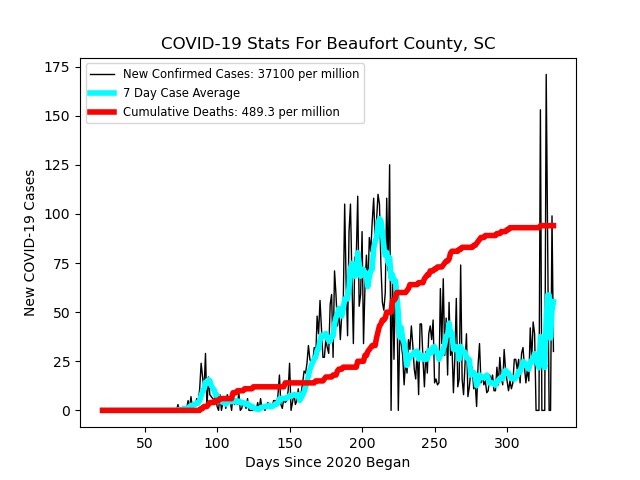 COVID-19 Stats For Beaufort County, SC
New Confirmed Cases: 37100 per million
7 Day Case Average
Cumulative Deaths: 489.3 per million
New COVID-19 Cases
175
150
125
100
75
50
25
0
50 100 150 200 250 300
Days Since 2020 Began